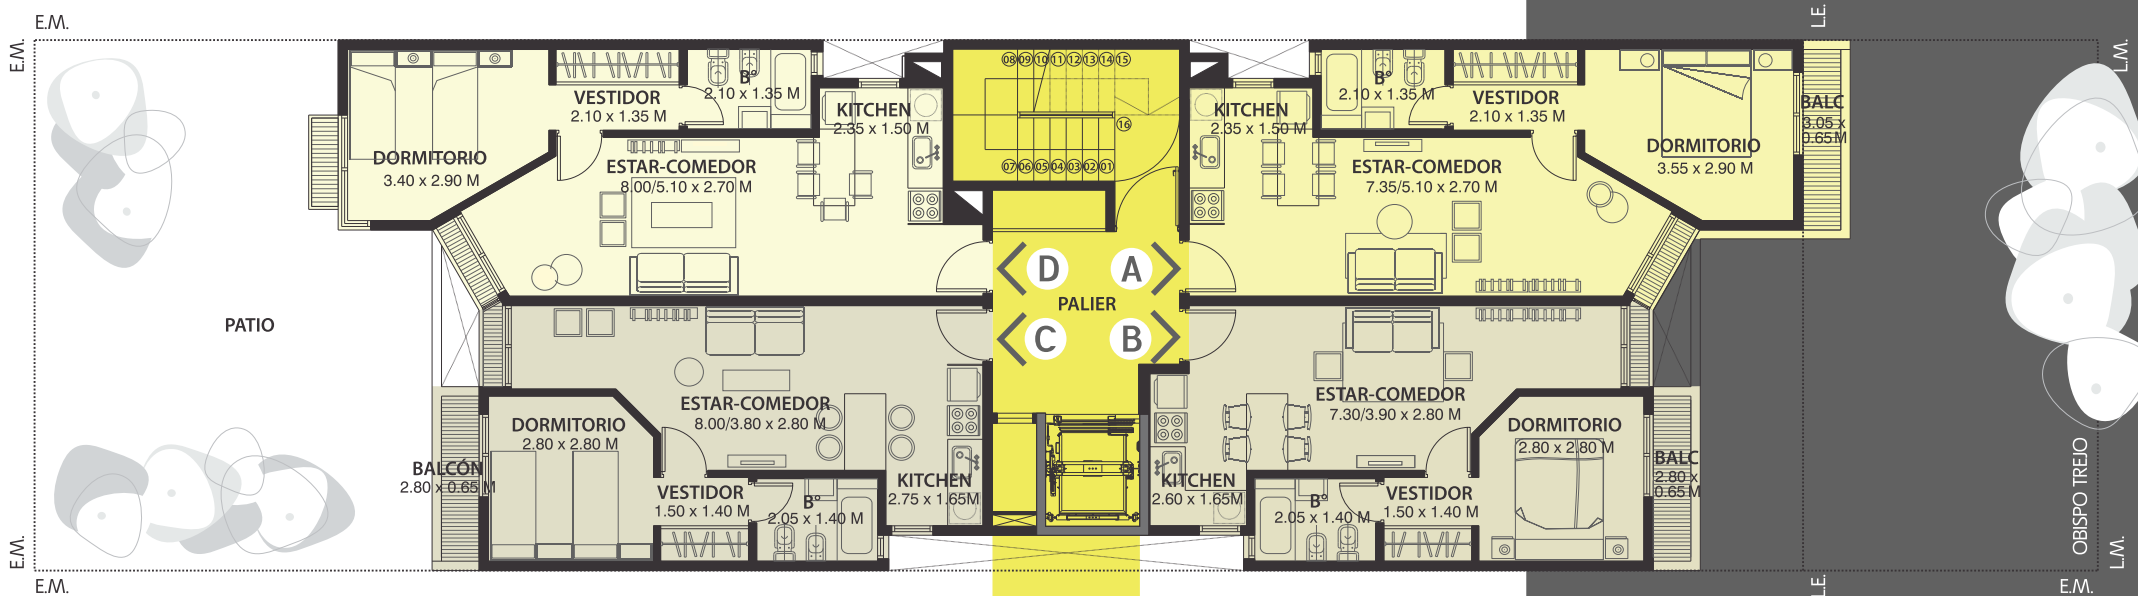 E.M.
E.M.
L.E.
L.M.
08 09 10 11 12 13 14 15
16
07 06 05 04 03 02 01
DORMITORIO
3.40 x 2.90 M
VESTIDOR
2.10 x 1.35 M
B°
2.10 x 1.35 M
KITCHEN
2.35 x 1.50 M
ESTAR-COMEDOR
8.00/5.10 x 2.70 M
KITCHEN
2.35 x 1.50 M
B°
2.10 x 1.35 M
VESTIDOR
2.10 x 1.35 M
ESTAR-COMEDOR
7.35/5.10 x 2.70 M
DORMITORIO
3.55 x 2.90 M
BALC
3.05 x
0.65 M
D
A
PALIER
C
B
PATIO
ESTAR-COMEDOR
8.00/3.80 x 2.80 M
DORMITORIO
2.80 x 2.80 M
BALCÓN
2.80 x 0.65 M
VESTIDOR
1.50 x 1.40 M
B°
2.05 x 1.40 M
KITCHEN
2.75 x 1.65M
KITCHEN
2.60 x 1.65M
ESTAR-COMEDOR
7.30/3.90 x 2.80 M
B°
2.05 x 1.40 M
VESTIDOR
1.50 x 1.40 M
DORMITORIO
2.80 x 2.80 M
BALC
2.80 x
0.65 M
OBISPO TREJO
E.M.
E.M.
L.E.
L.M.
E.M.